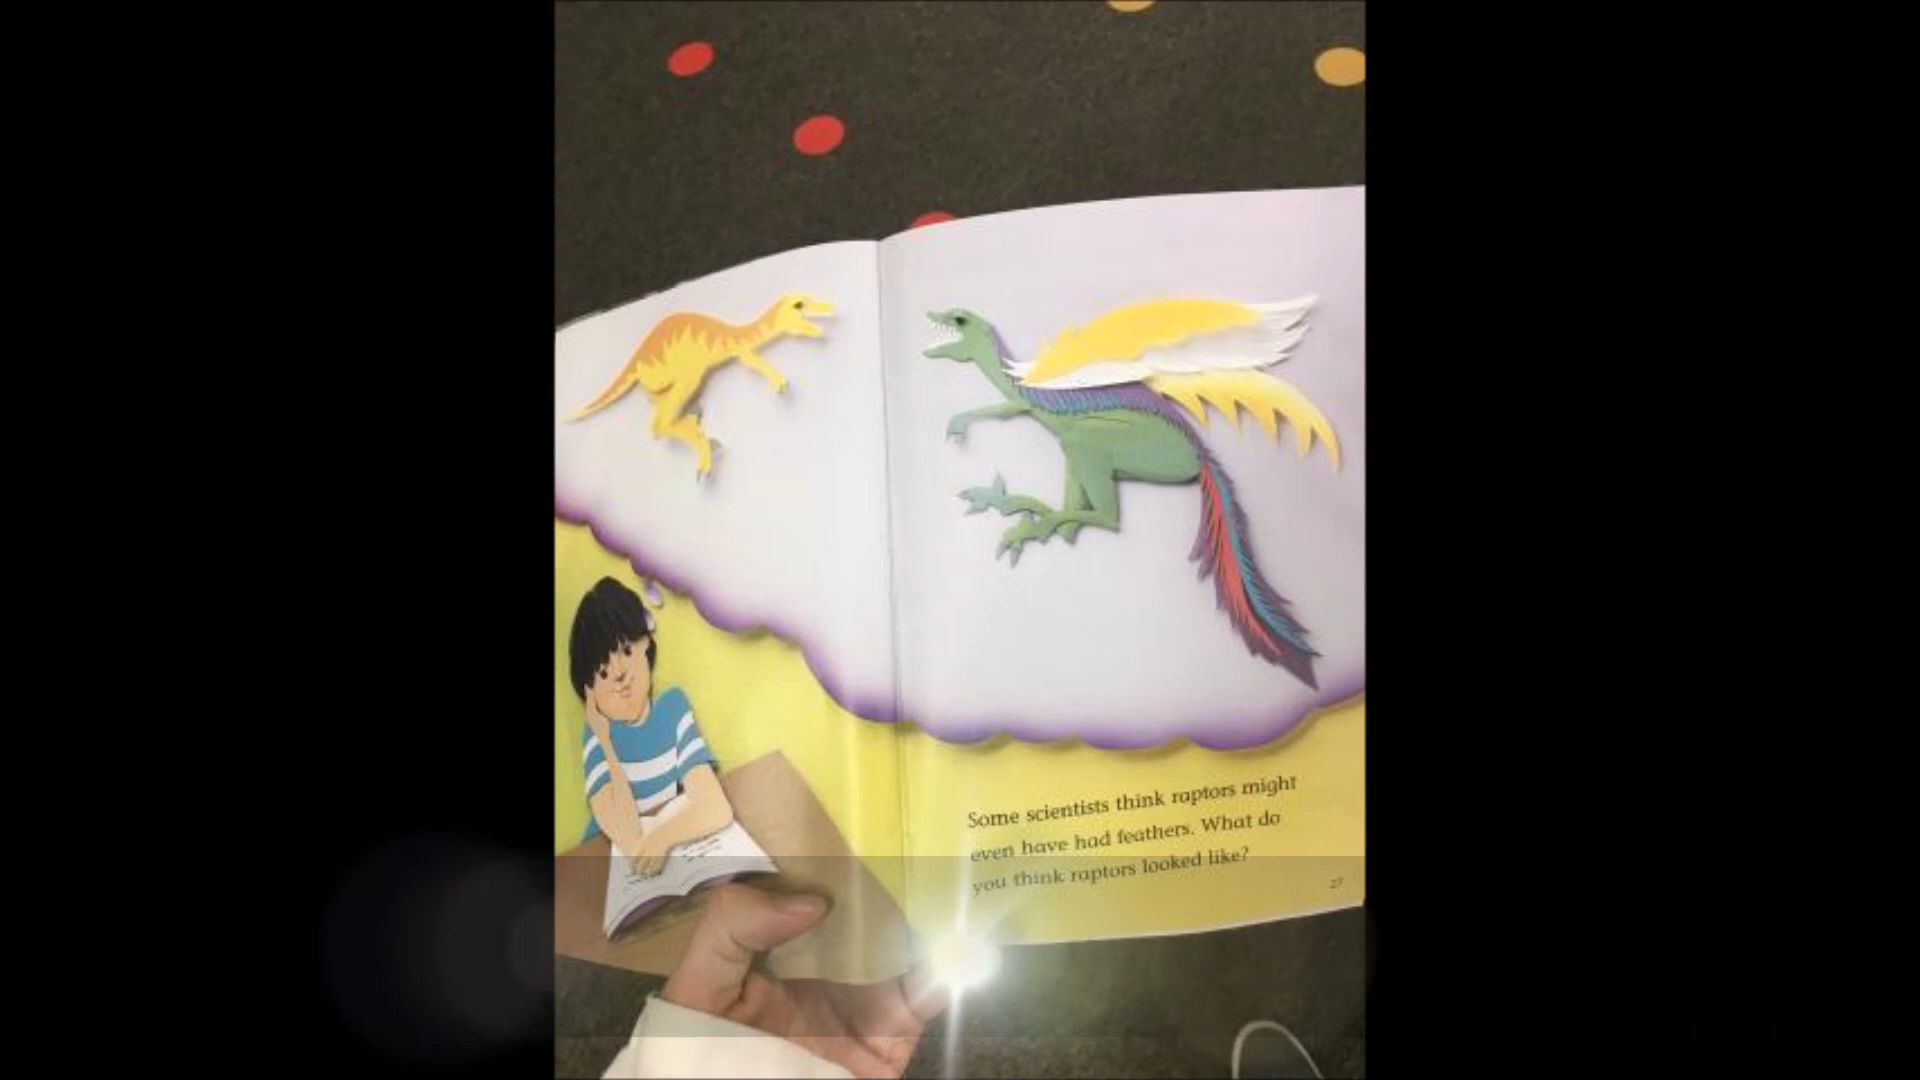 Some scientists think raptors might
even have had feathers. What do
you think raptors looked like?
27